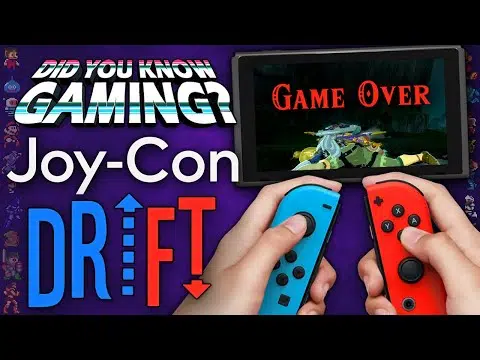 DID YOU KNOW
GAMING?
Joy-Con
DRIFT
GAME OVER
X
Y
A
B